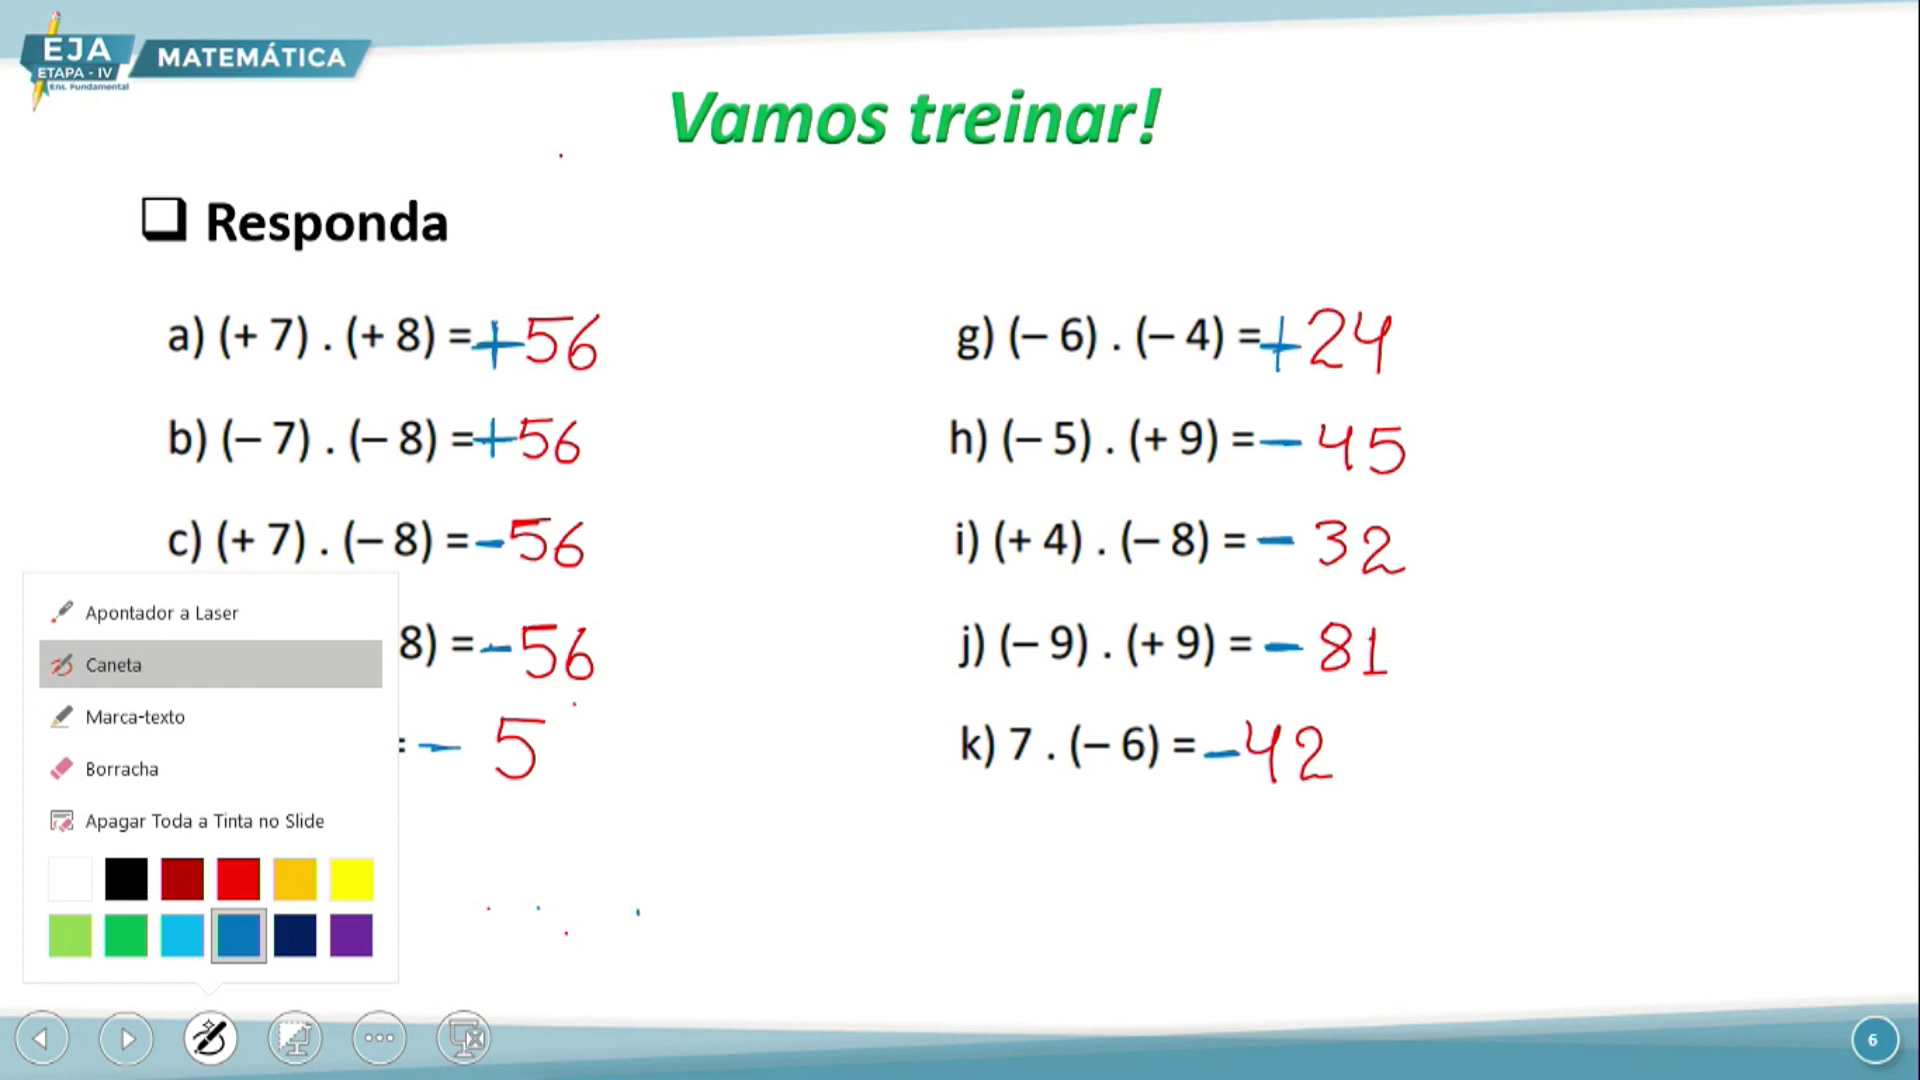 EJA
ETAPA - IV
Ens. Fundamental
MATEMÁTICA
Vamos treinar!
Responda
a) (+ 7) . (+ 8) = +56
b) (– 7) . (– 8) = +56
c) (+ 7) . (– 8) = -56
8) = -56
= - 5
g) (– 6) . (– 4) = +24
h) (– 5) . (+ 9) = - 45
i) (+ 4) . (– 8) = - 32
j) (– 9) . (+ 9) = - 81
k) 7 . (– 6) = -42
Apontador a Laser
Caneta
Marca-texto
Borracha
Apagar Toda a Tinta no Slide
6